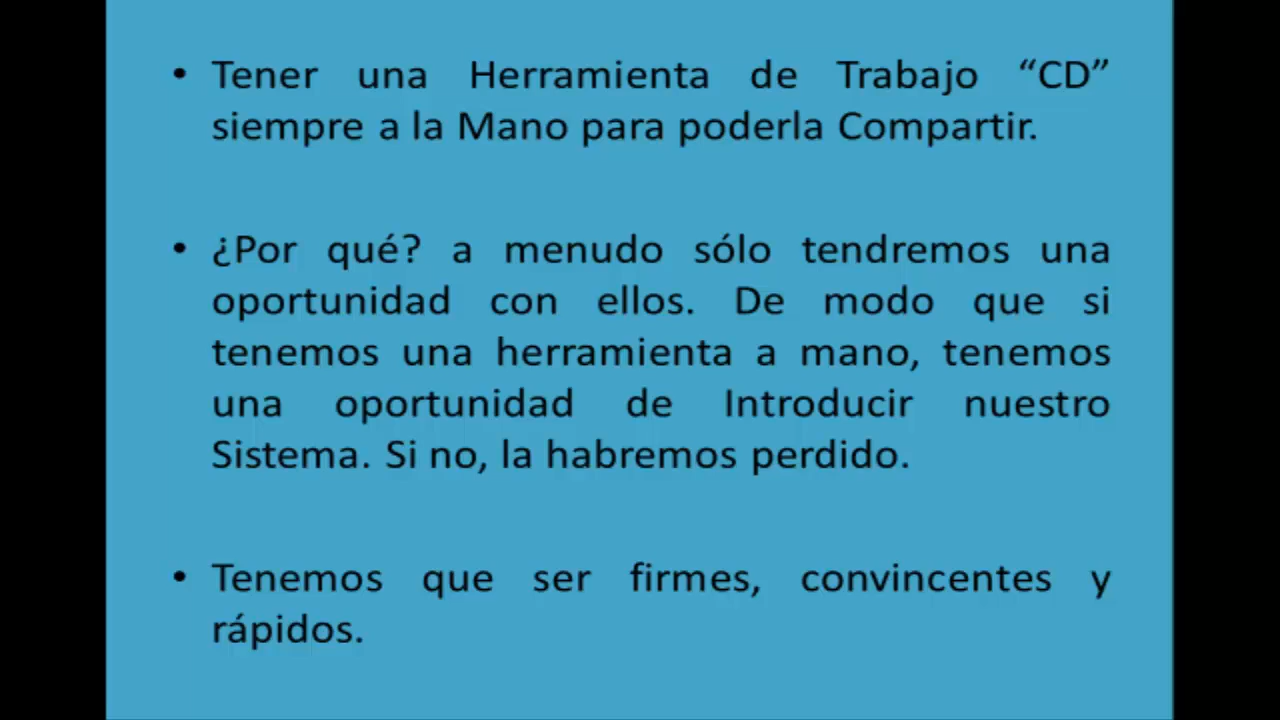 • Tener una Herramienta de Trabajo “CD”
siempre a la Mano para poderla Compartir.
• ¿Por qué? a menudo sólo tendremos una
oportunidad con ellos. De modo que si
tenemos una herramienta a mano, tenemos
una oportunidad de Introducir nuestro
Sistema. Si no, la habremos perdido.
• Tenemos que ser firmes, convincentes y
rápidos.